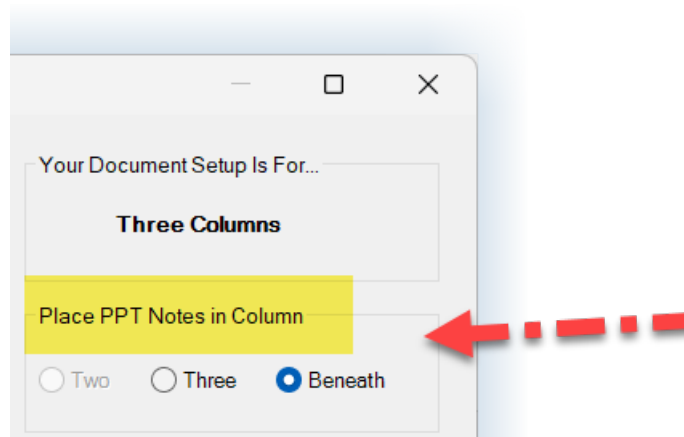 Your Document Setup Is For...
Three Columns
Place PPT Notes in Column
Two Three Beneath